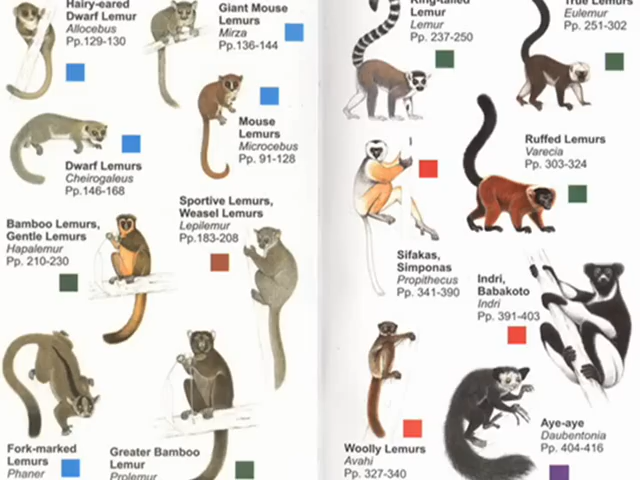 Hairy-eared
Dwarf Lemur
Allocebus
Pp.129-130
Giant Mouse
Lemurs
Mirza
Pp.136-144
Mouse
Lemurs
Microcebus
Pp. 91-128
Dwarf Lemurs
Cheirogaleus
Pp.146-168
Sportive Lemurs,
Weasel Lemurs
Lepilemur
Pp.183-208
Bamboo Lemurs,
Gentle Lemurs
Hapalemur
Pp. 210-230
Fork-marked
Lemurs
Phaner
Greater Bamboo
Lemur
Prolemur
Ring-tailed
Lemur
Lemur
Pp. 237-250
True Lemurs
Eulemur
Pp. 251-302
Ruffed Lemurs
Varecia
Pp. 303-324
Sifakas,
Simponas
Propithecus
Pp. 341-390
Indri,
Babakoto
Indri
Pp. 391-403
Woolly Lemurs
Avahi
Pp. 327-340
Aye-aye
Daubentonia
Pp. 404-416